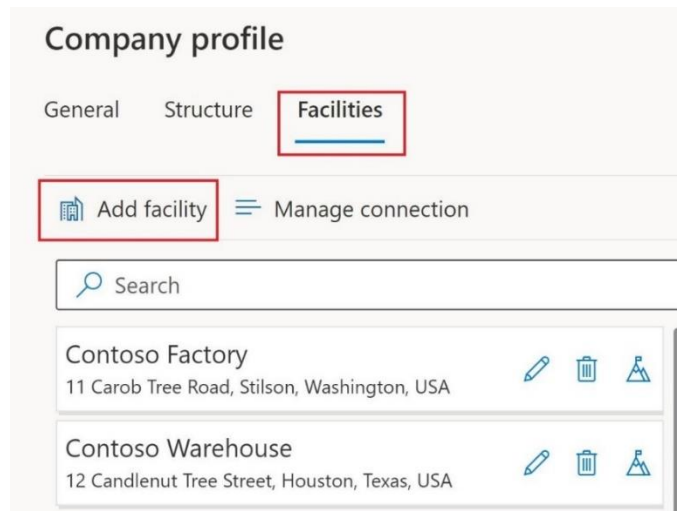 Company profile
General Structure Facilities
Add facility Manage connection
Search
Contoso Factory
11 Carob Tree Road, Stilson, Washington, USA
Contoso Warehouse
12 Candlenut Tree Street, Houston, Texas, USA